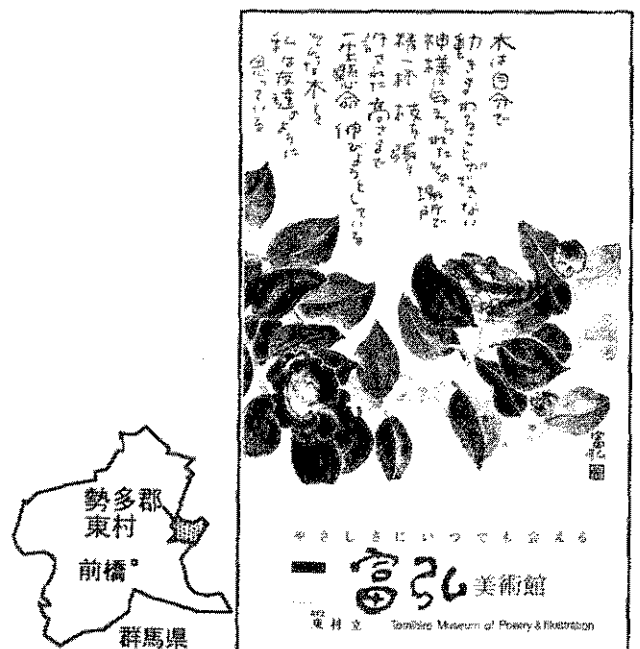 木は自分で
動きまわることができない
神様に与えられたその場所で
精一杯枝を張り
許された高さまで
一生懸命 伸びようとしている
そんな木を
私は友達のように
思っている
富弘
やさしさにいつでも会える
富弘美術館
東村立 Tomihiro Museum of Poetry & Illustration
勢多郡
東村
前橋
群馬県